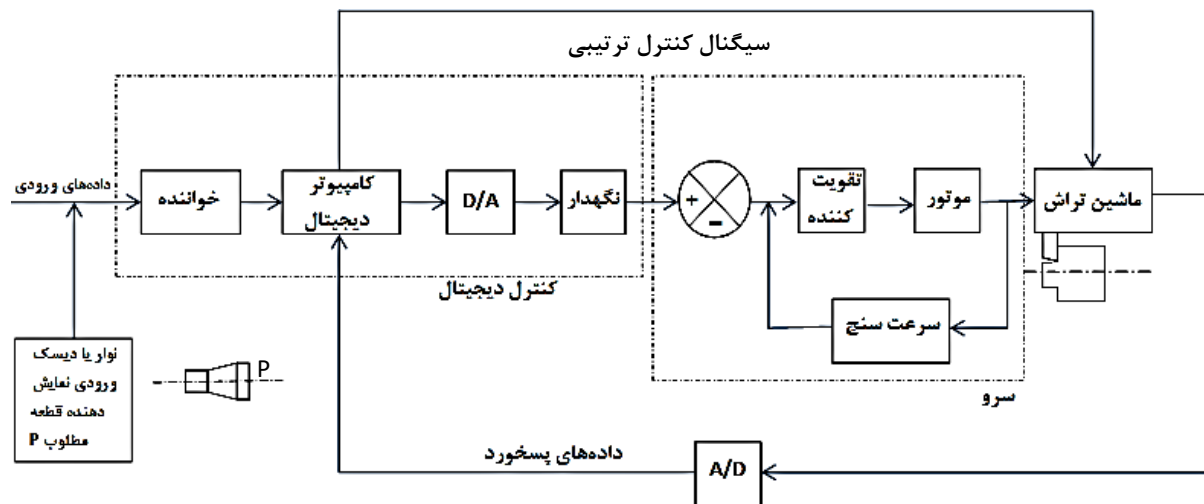 سیگنال کنترل ترتیبی
داده‌های ورودی
خواننده
کامپیوتر
دیجیتال
D/A
نگهدار
+
−
تقویت
کننده
موتور
ماشین تراش
کنترل دیجیتال
سرعت سنج
سرو
نوار یا دیسک
ورودی نمایش
دهنده قطعه
مطلوب P
P
داده‌های پسخورد
A/D